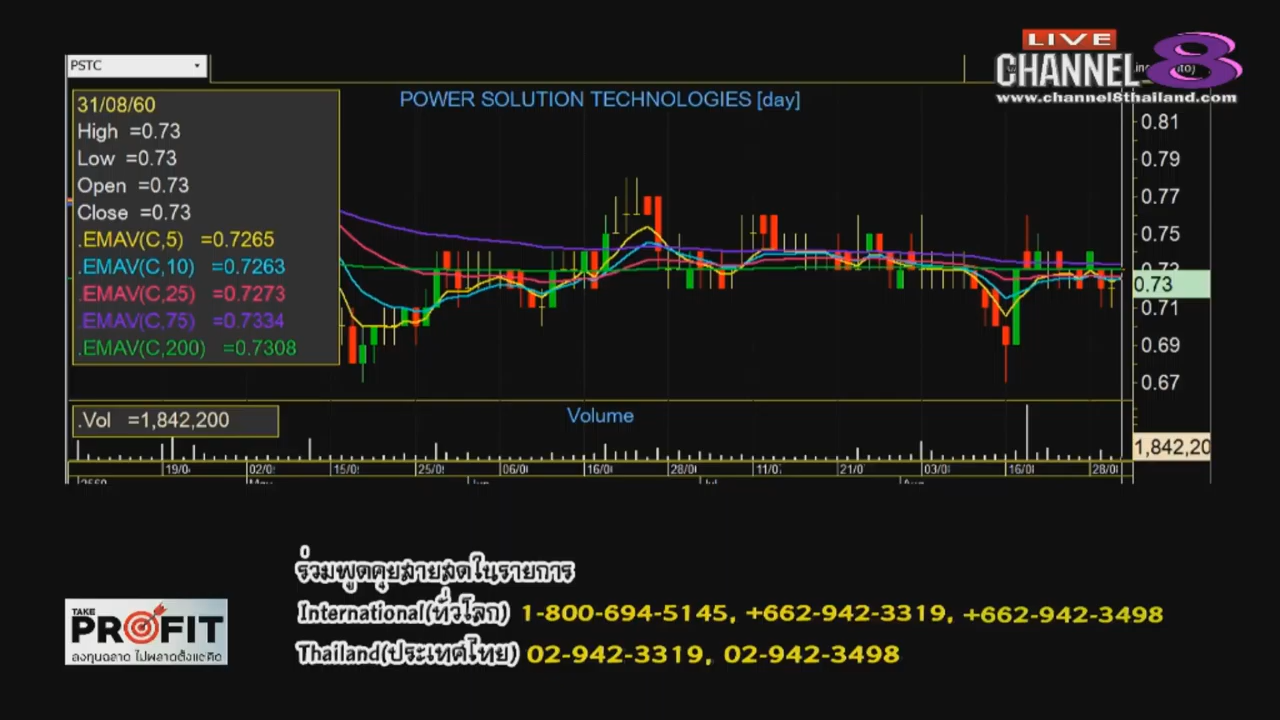 LIVE
CHANNEL 8
www.channel8thailand.com
PSTC
POWER SOLUTION TECHNOLOGIES [day]
31/08/60
High =0.73
Low =0.73
Open =0.73
Close =0.73
.EMAV(C,5) =0.7265
.EMAV(C,10) =0.7263
.EMAV(C,25) =0.7273
.EMAV(C,75) =0.7334
.EMAV(C,200) =0.7308
0.81
0.79
0.77
0.75
0.73
0.71
0.69
0.67
.Vol =1,842,200
Volume
1,842,20
19/0 02/0 15/0 25/0 06/0 16/0 28/0 11/0 21/0 03/0 16/0 28/0
ร่วมพูดคุยสายสดในรายการ
International(ทั่วโลก) 1-800-694-5145, +662-942-3319, +662-942-3498
Thailand(ประเทศไทย) 02-942-3319, 02-942-3498
TAKE
PROFIT
ลงทุนฉลาด ไม่พลาดตั้งแต่คิด